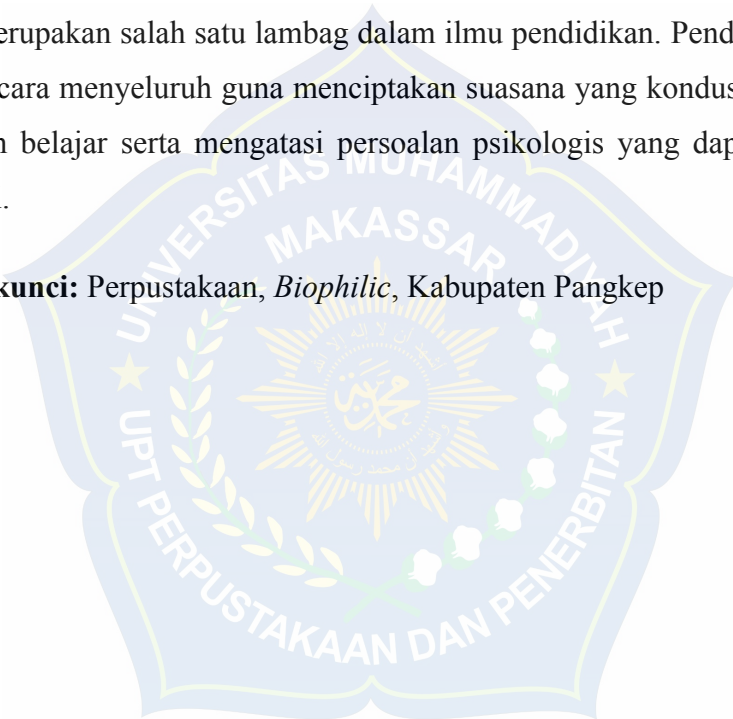 erupakan salah satu lambag dalam ilmu pendidikan. Pend
cara menyeluruh guna menciptakan suasana yang kondus
n belajar serta mengatasi persoalan psikologis yang dap
.
kunci: Perpustakaan, Biophilic, Kabupaten Pangkep
UNIVERSITAS MUHAMMADIYAH
MAKASSAR
UPT PERPUSTAKAAN DAN PENERBITAN